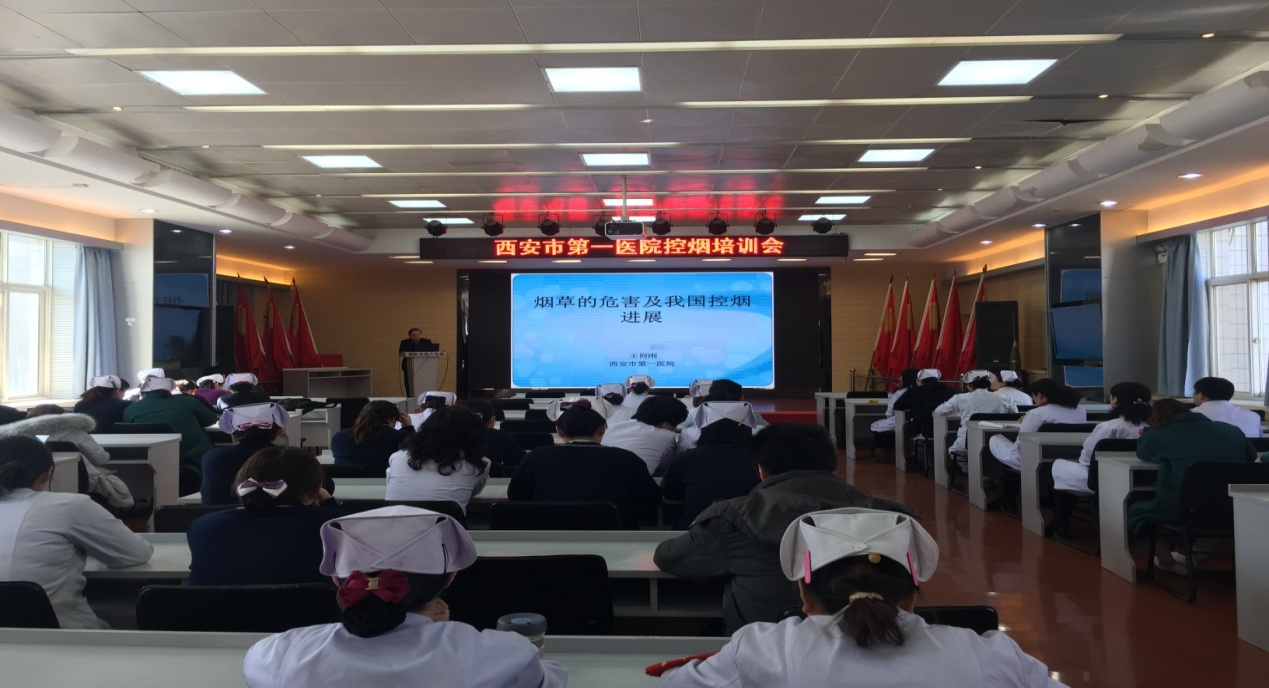 西安市第一医院控烟培训会
烟草的危害及我国控烟
进展
西安市第一医院